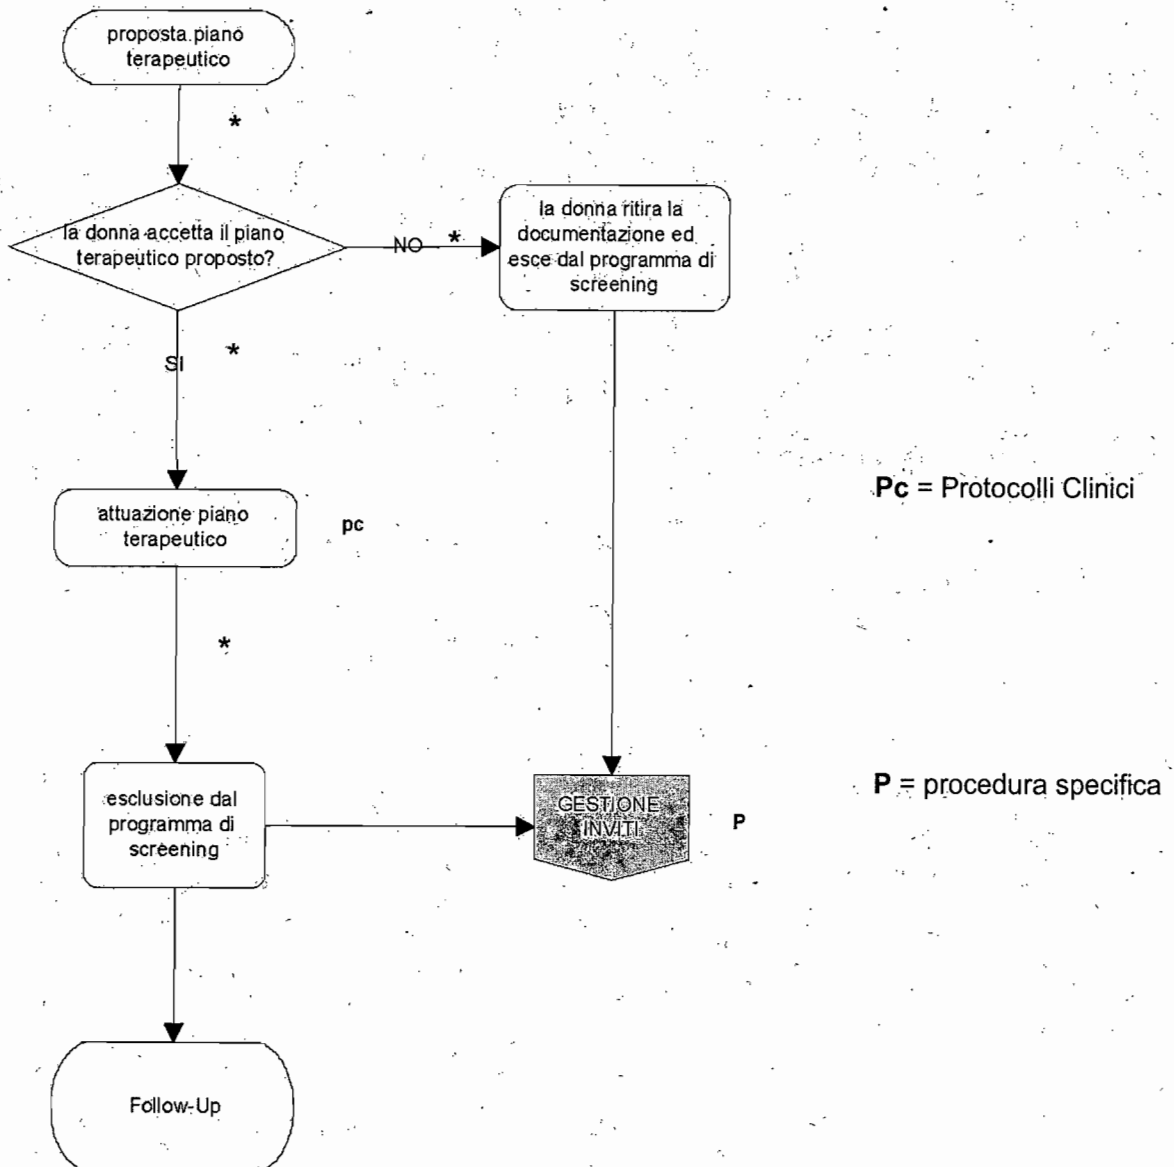 proposta piano
terapeutico
*
la donna accetta il piano
terapeutico proposto?
NO *
la donna ritira la
documentazione ed
esce dal programma di
screening
SI
*
attuazione piano
terapeutico
pc
Pc = Protocolli Clinici
*
esclusione dal
programma di
screening
GESTIONE
INVITI
P
P = procedura specifica
Follow-Up